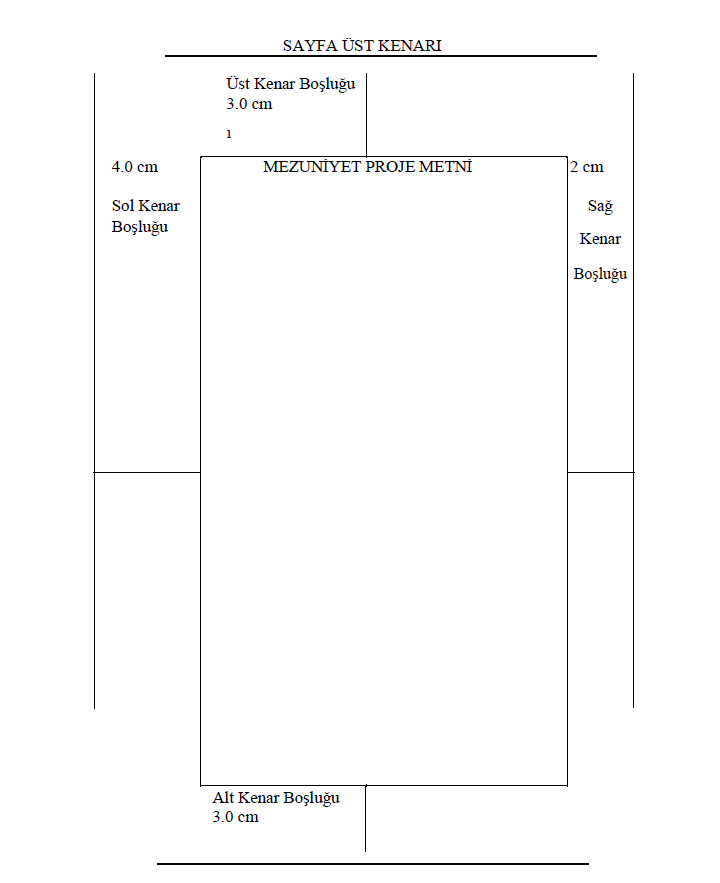 SAYFA ÜST KENARI
Üst Kenar Boşluğu
3.0 cm
ı
4.0 cm
MEZUNİYET PROJE METNİ
2 cm
Sol Kenar
Boşluğu
Sağ
Kenar
Boşluğu
Alt Kenar Boşluğu
3.0 cm